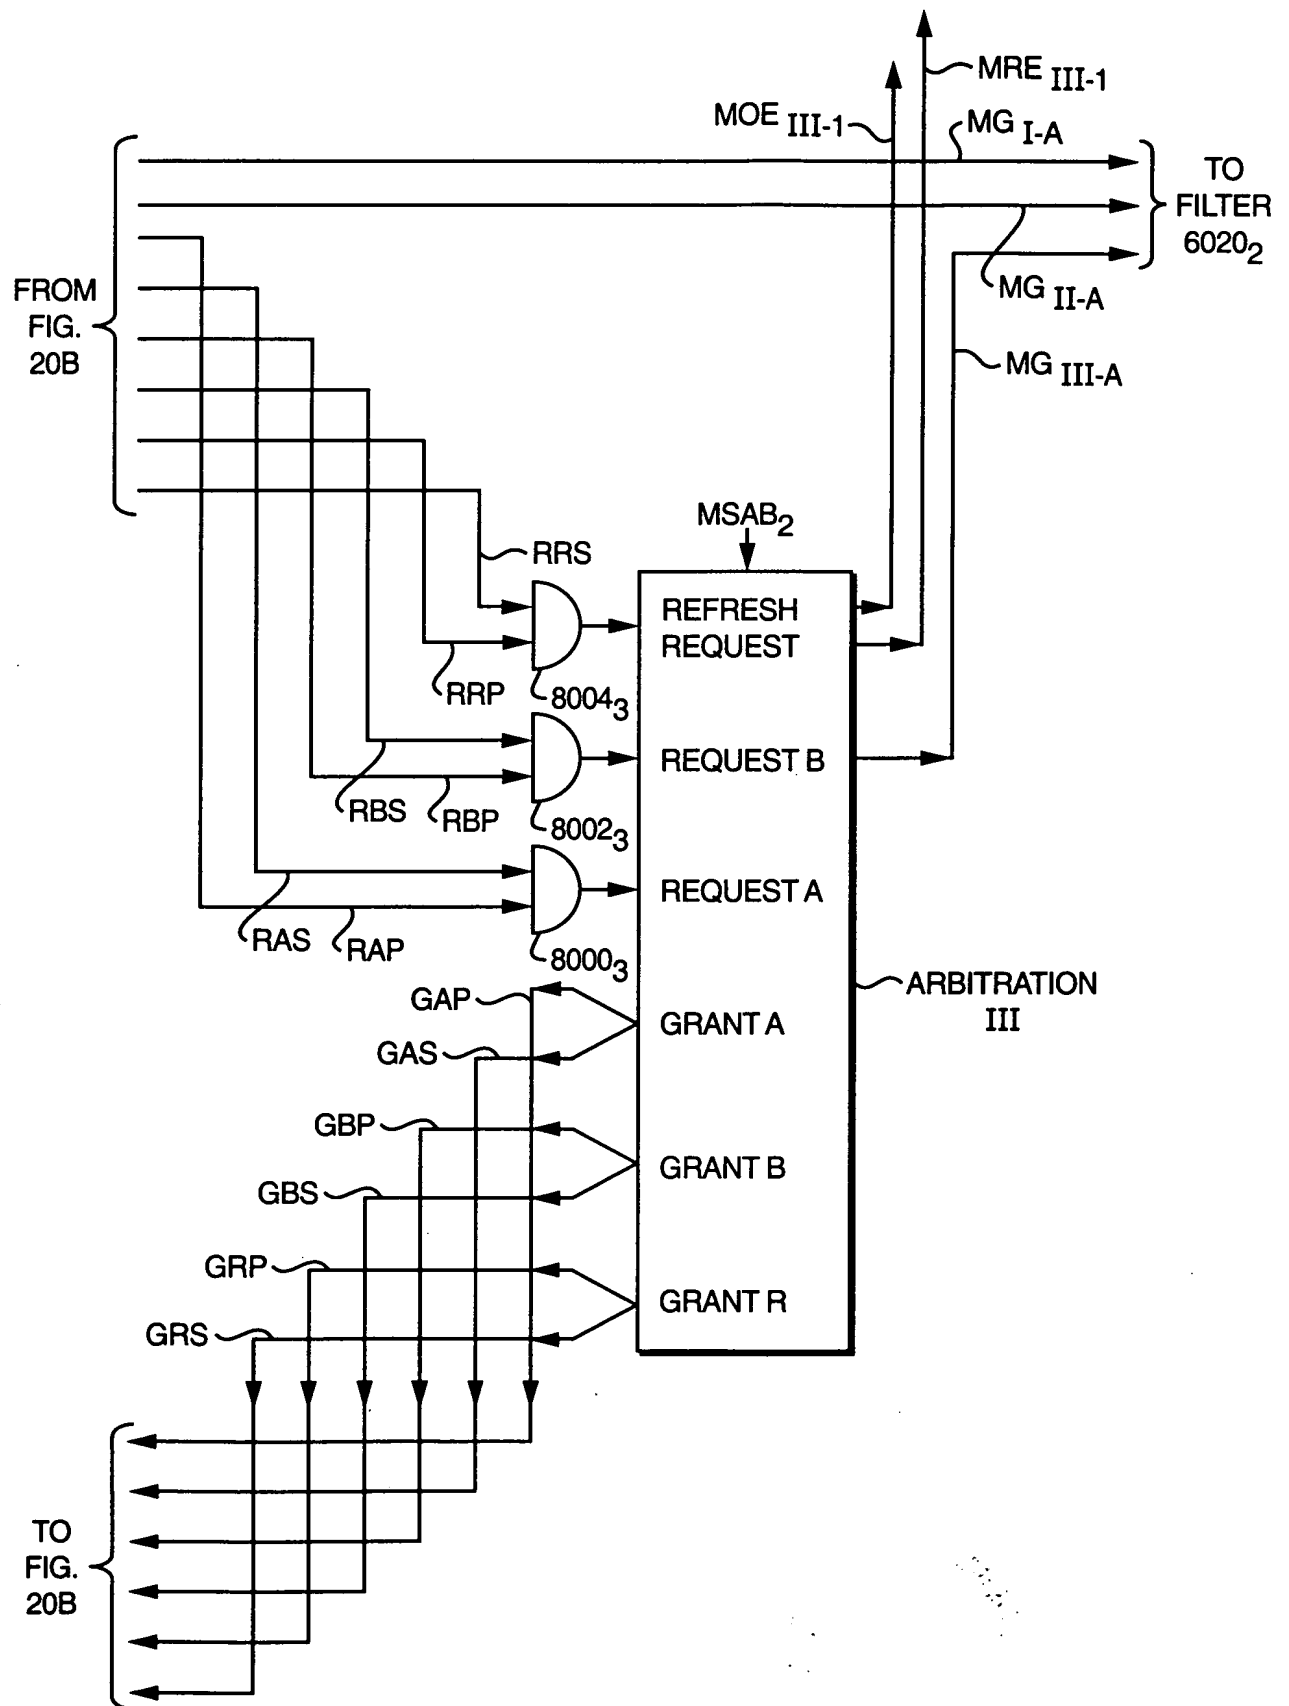 MRE III-1
MOE III-1
MG I-A
TO
FILTER
6020₂
FROM
FIG.
20B
MG II-A
MG III-A
MSAB₂
RRS
REFRESH
REQUEST
RRP
8004₃
REQUEST B
RBS
RBP
8002₃
REQUEST A
RAS
RAP
8000₃
ARBITRATION
III
GAP
GRANT A
GAS
GBP
GRANT B
GBS
GRP
GRANT R
GRS
TO
FIG.
20B